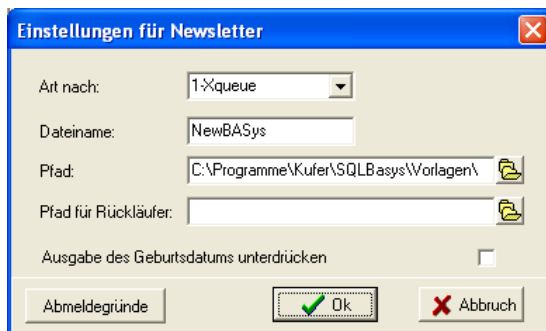 Einstellungen für Newsletter
Art nach: 1-Xqueue
Dateiname: NewBASys
Pfad: C:\Programme\Kufer\SQLBasys\Vorlagen\
Pfad für Rückläufer:
Ausgabe des Geburtsdatums unterdrücken
Abmeldegründe Ok Abbruch